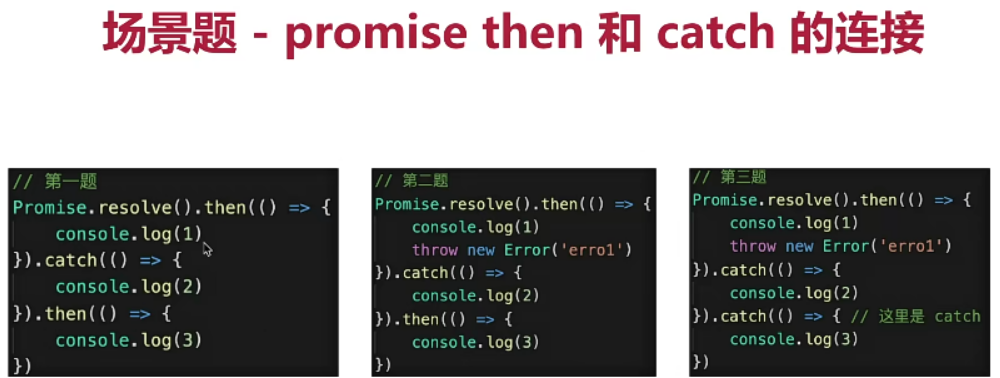 场景题 - promise then 和 catch 的连接
// 第一题
Promise.resolve().then(() => {
    console.log(1)
}).catch(() => {
    console.log(2)
}).then(() => {
    console.log(3)
})
// 第二题
Promise.resolve().then(() => {
    console.log(1)
    throw new Error('erro1')
}).catch(() => {
    console.log(2)
}).then(() => {
    console.log(3)
})
// 第三题
Promise.resolve().then(() => {
    console.log(1)
    throw new Error('erro1')
}).catch(() => {
    console.log(2)
}).catch(() => { // 这里是 catch
    console.log(3)
})